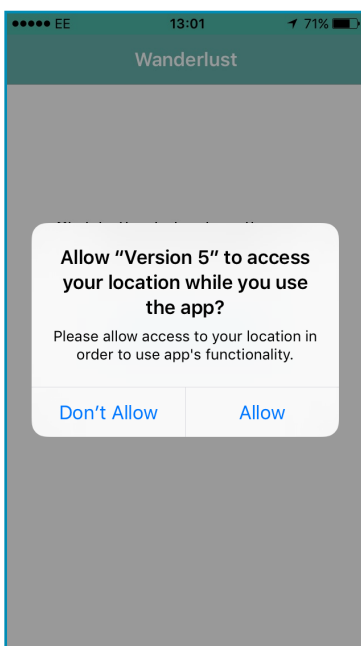 ●●●●● EE 13:01 71%
Wanderlust
Allow “Version 5” to access
your location while you use
the app?
Please allow access to your location in
order to use app's functionality.
Don’t Allow Allow